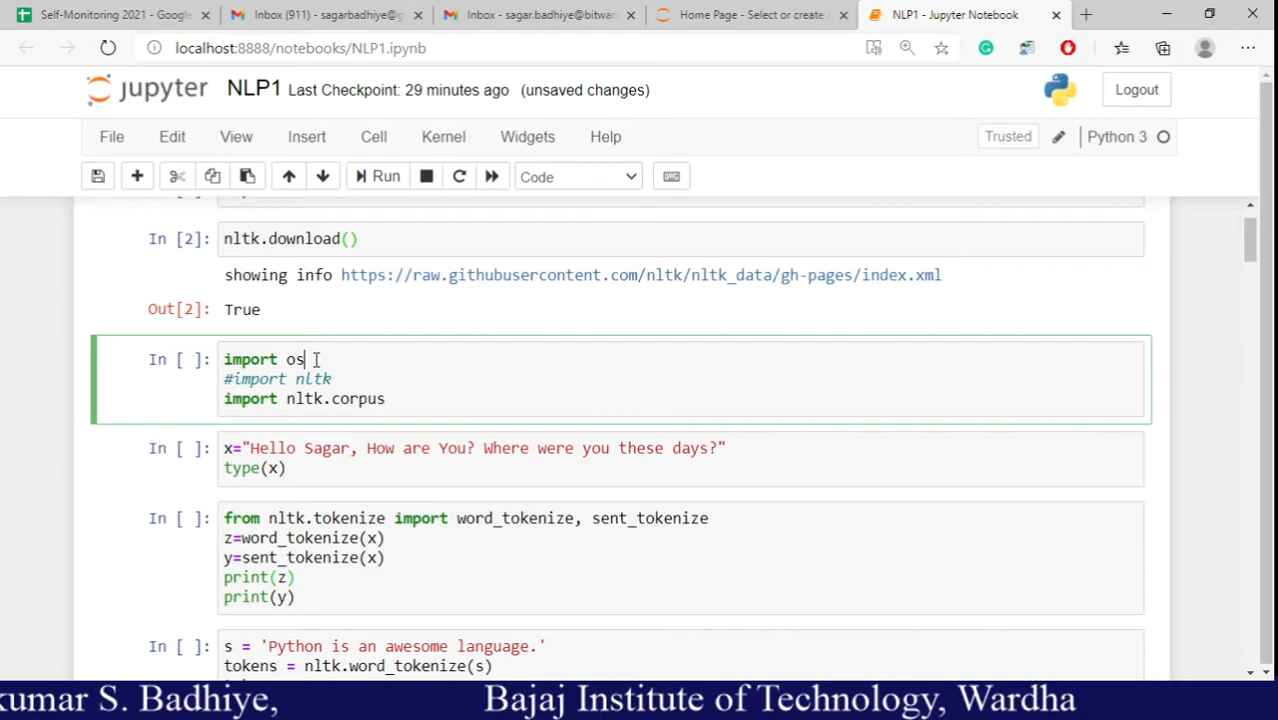 Self-Monitoring 2021 - Google
Inbox (911) - sagarbadhiye@g
Inbox - sagar.badhiye@bitwar
Home Page - Select or create a
NLP1 - Jupyter Notebook
localhost:8888/notebooks/NLP1.ipynb
jupyter NLP1 Last Checkpoint: 29 minutes ago (unsaved changes)
Logout
File Edit View Insert Cell Kernel Widgets Help
Trusted
Python 3
Run
Code
In [2]: nltk.download()
showing info https://raw.githubusercontent.com/nltk/nltk_data/gh-pages/index.xml
Out[2]: True
In [ ]: import os
#import nltk
import nltk.corpus
In [ ]: x="Hello Sagar, How are You? Where were you these days?"
type(x)
In [ ]: from nltk.tokenize import word_tokenize, sent_tokenize
z=word_tokenize(x)
y=sent_tokenize(x)
print(z)
print(y)
In [ ]: s = 'Python is an awesome language.'
tokens = nltk.word_tokenize(s)
kumar S. Badhiye, Bajaj Institute of Technology, Wardha